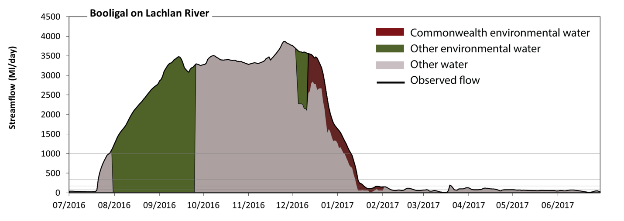 Booligal on Lachlan River
Streamflow (Ml/day)
4500
4000
3500
3000
2500
2000
1500
1000
500
0
Commonwealth environmental water
Other environmental water
Other water
Observed flow
07/2016 08/2016 09/2016 10/2016 11/2016 12/2016 01/2017 02/2017 03/2017 04/2017 05/2017 06/2017